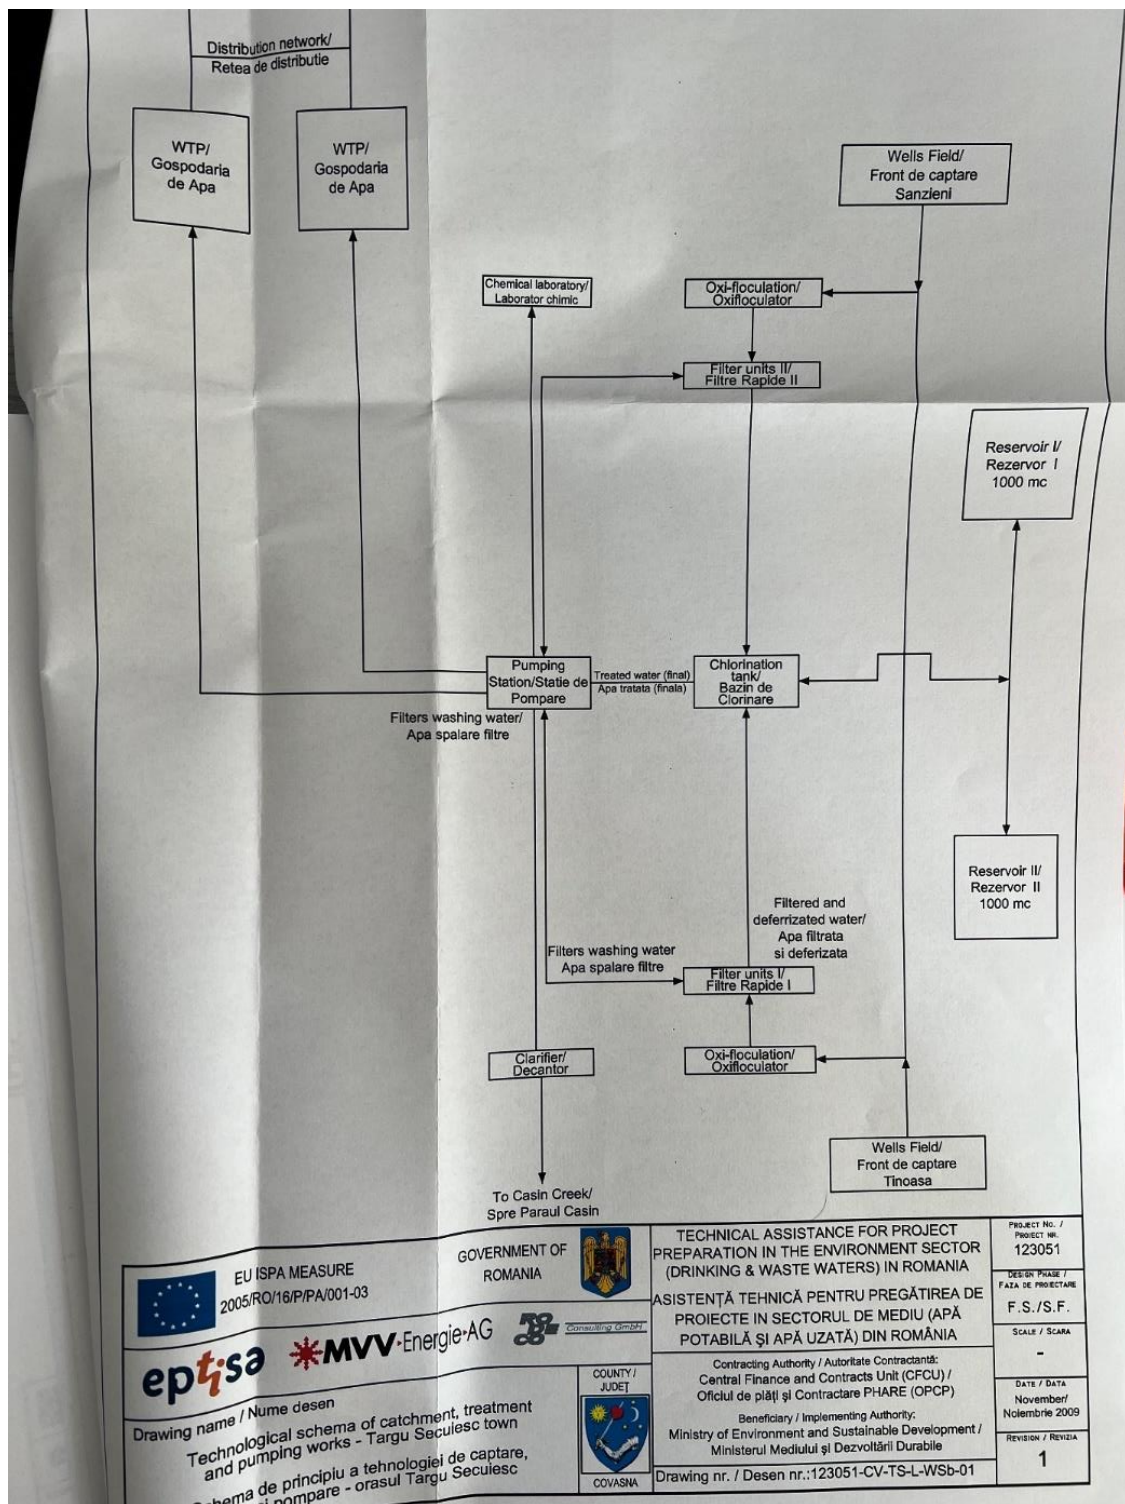 Distribution network/
Retea de distributie
WTP/
Gospodaria
de Apa
WTP/
Gospodaria
de Apa
Wells Field/
Front de captare
Sanzieni
Chemical laboratory/
Laborator chimic
Oxi-floculation/
Oxifloculator
Filter units II/
Filtre Rapide II
Reservoir I/
Rezervor I
1000 mc
Pumping
Station/Statie de
Pompare
Treated water (final)
Apa tratata (finala)
Chlorination
tank/
Bazin de
Clorinare
Filters washing water/
Apa spalare filtre
Reservoir II/
Rezervor II
1000 mc
Filtered and
deferrizated water/
Apa filtrata
si deferizata
Filters washing water
Apa spalare filtre
Filter units I/
Filtre Rapide I
Clarifier/
Decantor
Oxi-floculation/
Oxifloculator
Wells Field/
Front de captare
Tinoasa
To Casin Creek/
Spre Paraul Casin
EU ISPA MEASURE
2005/RO/16/P/PA/001-03
GOVERNMENT OF
ROMANIA
eptisa
MVV Energie AG
Consulting GmbH
Drawing name / Nume desen
Technological schema of catchment, treatment
and pumping works - Targu Secuiesc town
hema de principiu a tehnologiei de captare,
pompare - orasul Targu Secuiesc
COUNTY /
JUDEŢ
COVASNA
TECHNICAL ASSISTANCE FOR PROJECT
PREPARATION IN THE ENVIRONMENT SECTOR
(DRINKING & WASTE WATERS) IN ROMANIA
ASISTENŢĂ TEHNICĂ PENTRU PREGĂTIREA DE
PROIECTE IN SECTORUL DE MEDIU (APĂ
POTABILĂ ŞI APĂ UZATĂ) DIN ROMÂNIA
Contracting Authority / Autoritate Contractantă:
Central Finance and Contracts Unit (CFCU) /
Oficiul de plăţi şi Contractare PHARE (OPCP)
Beneficiary / Implementing Authority:
Ministry of Environment and Sustainable Development /
Ministerul Mediului şi Dezvoltării Durabile
Drawing nr. / Desen nr.:123051-CV-TS-L-WSb-01
PROJECT NO. /
PROIECT NR.
123051
DESIGN PHASE /
FAZA DE PROIECTARE
F.S./S.F.
SCALE / SCARA
-
DATE / DATA
November/
Noiembrie 2009
REVISION / REVIZIA
1